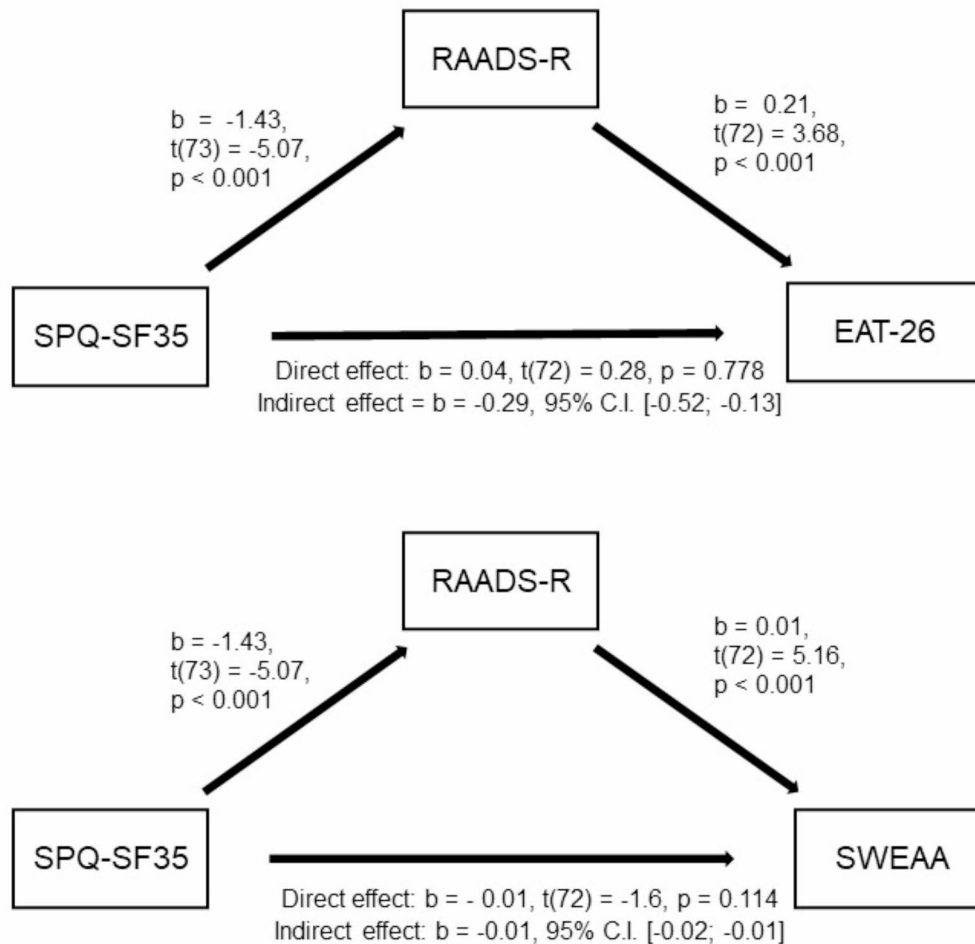 RAADS-R
b = -1.43,
t(73) = -5.07,
p < 0.001
b = 0.21,
t(72) = 3.68,
p < 0.001
SPQ-SF35
EAT-26
Direct effect: b = 0.04, t(72) = 0.28, p = 0.778
Indirect effect = b = -0.29, 95% C.I. [-0.52; -0.13]
RAADS-R
b = -1.43,
t(73) = -5.07,
p < 0.001
b = 0.01,
t(72) = 5.16,
p < 0.001
SPQ-SF35
SWEAA
Direct effect: b = - 0.01, t(72) = -1.6, p = 0.114
Indirect effect: b = -0.01, 95% C.I. [-0.02; -0.01]